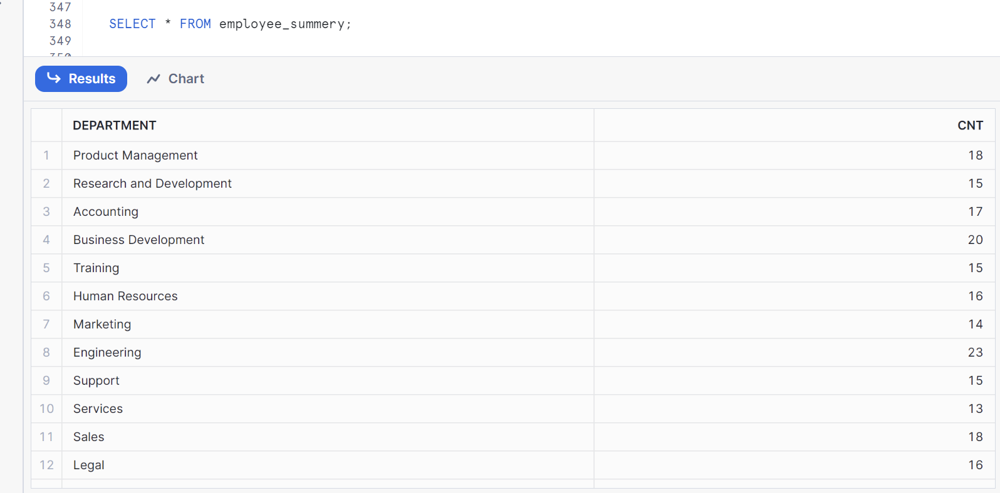 347
348 SELECT * FROM employee_summery;
349
350
Results Chart
DEPARTMENT CNT
1 Product Management 18
2 Research and Development 15
3 Accounting 17
4 Business Development 20
5 Training 15
6 Human Resources 16
7 Marketing 14
8 Engineering 23
9 Support 15
10 Services 13
11 Sales 18
12 Legal 16